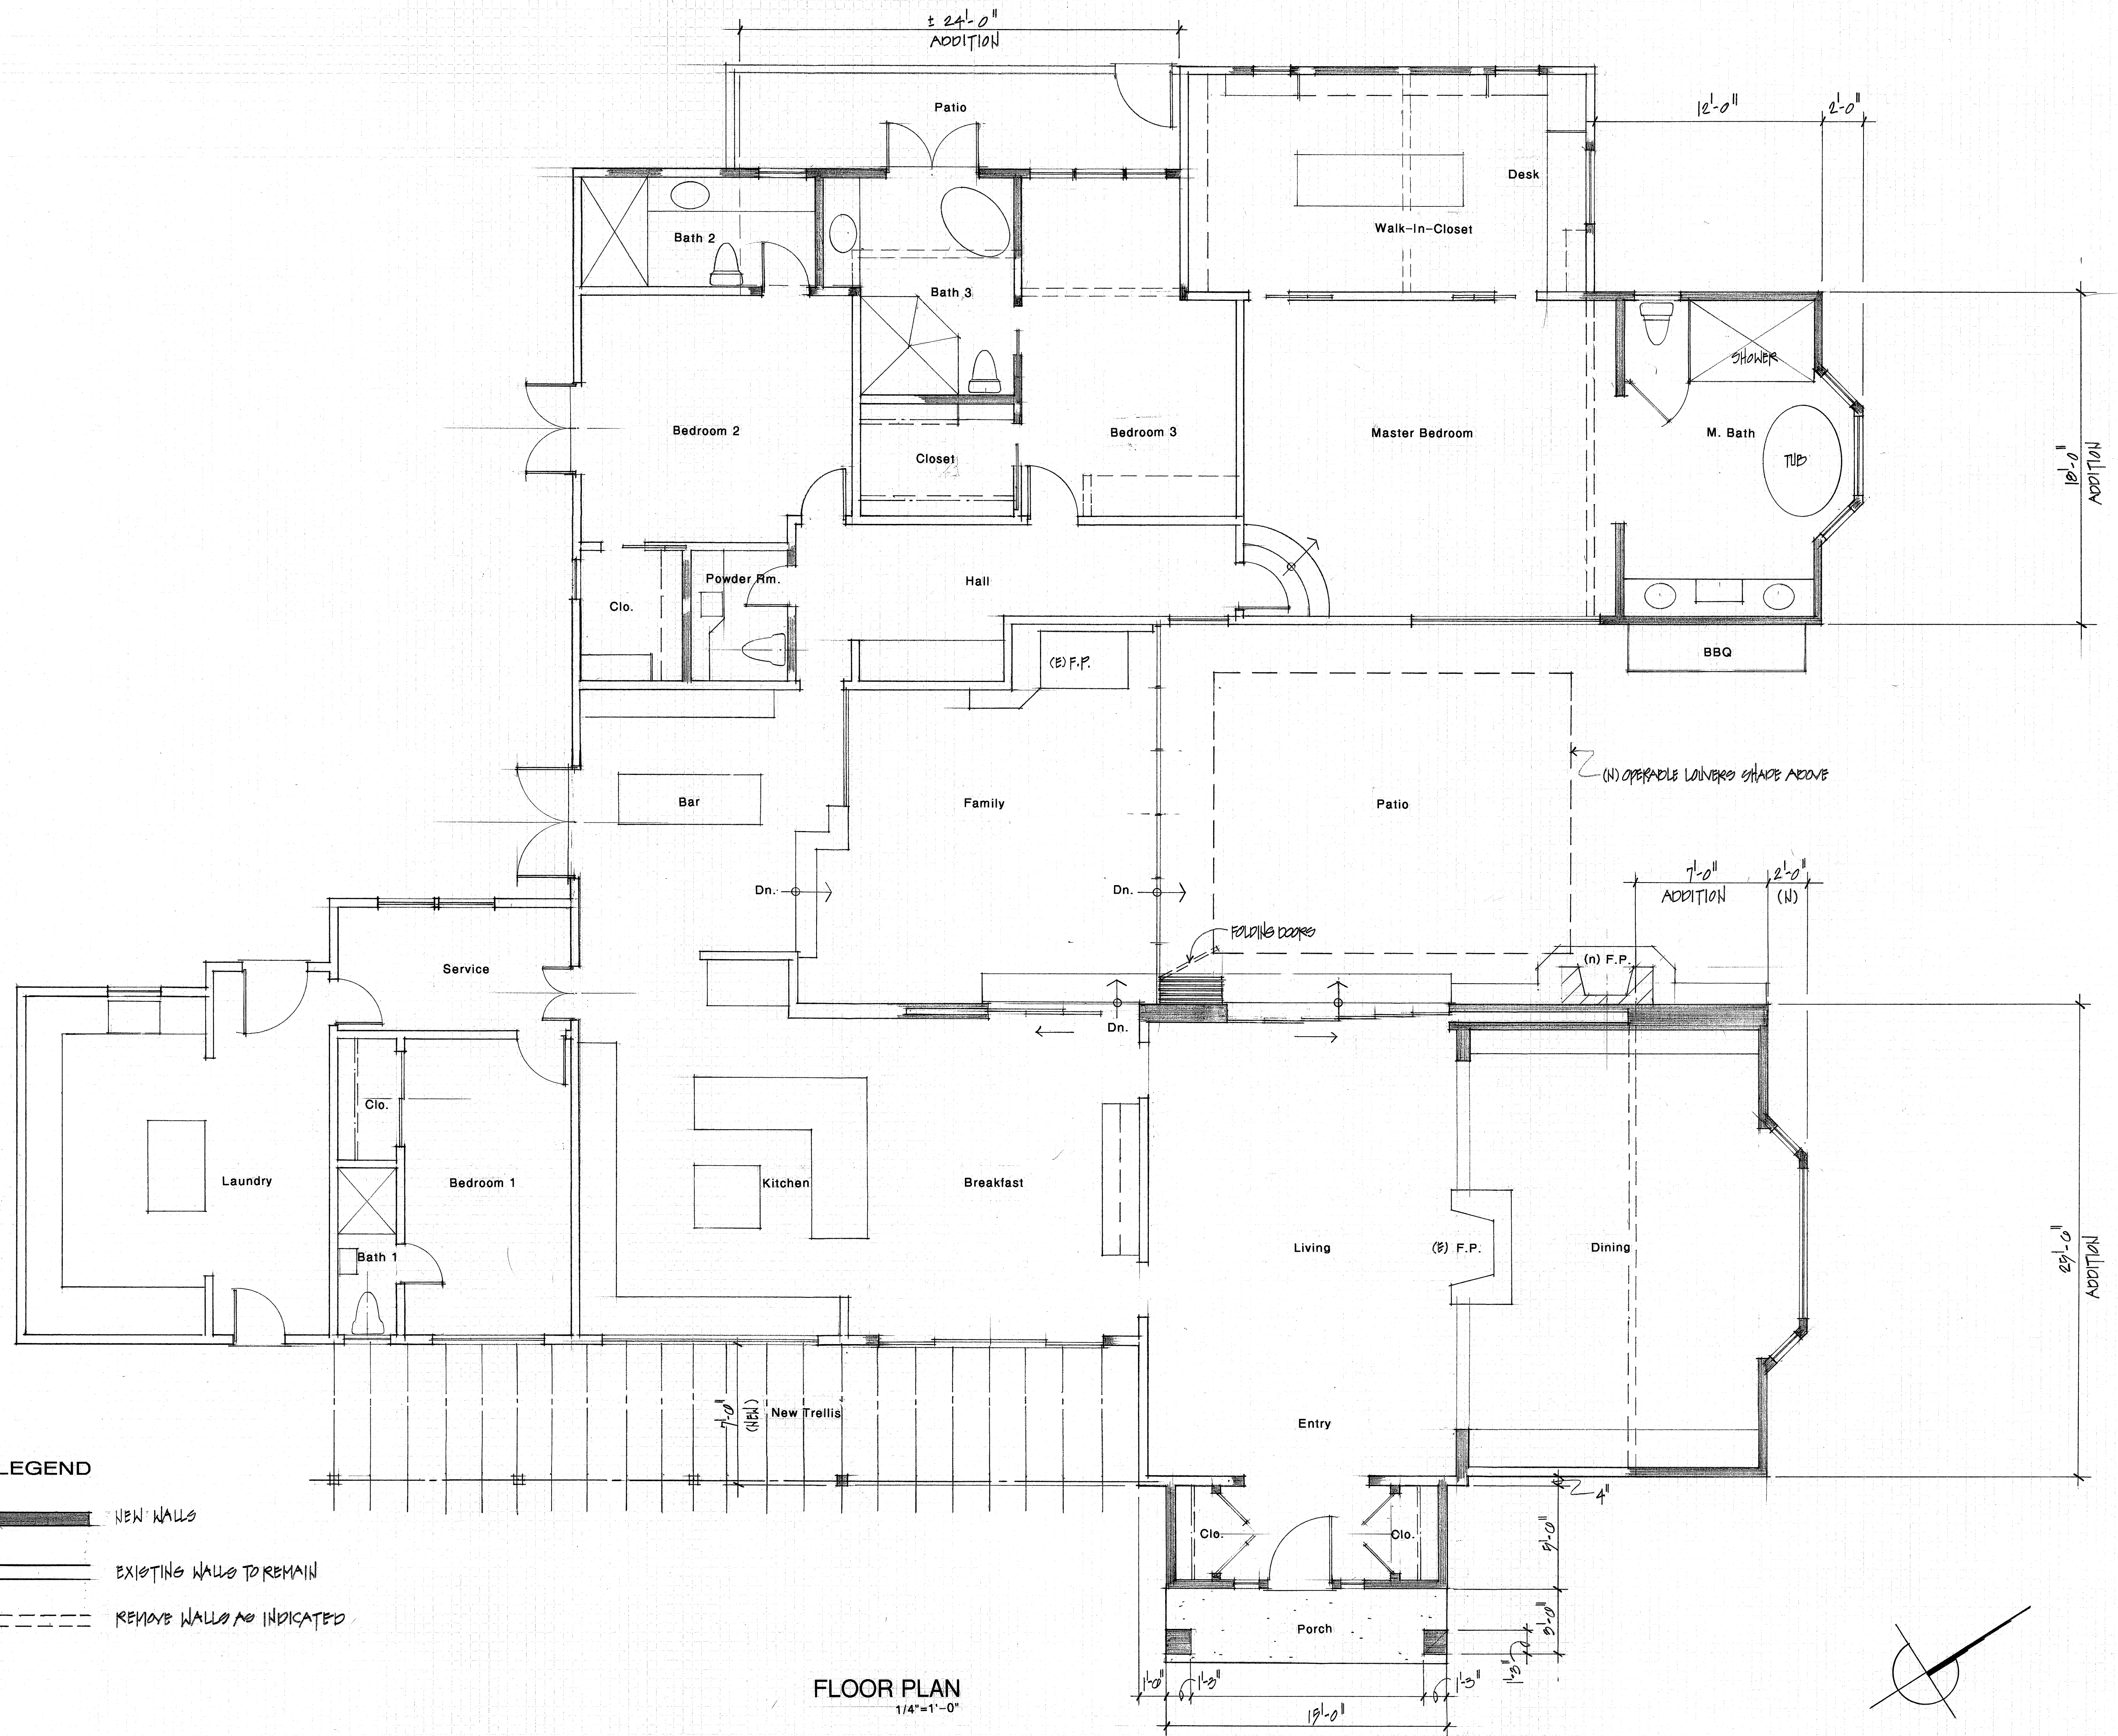 ± 24'-0"
ADDITION
Patio
12'-0"
2'-0"
Desk
Walk-In-Closet
Bath 2
Bath 3
SHOWER
Bedroom 2
Bedroom 3
Master Bedroom
M. Bath
TUB
Closet
18'-0"
ADDITION
Powder Rm.
Hall
Clo.
(E) F.P.
BBQ
(N) OPERABLE LOUVERS SHADE ABOVE
Bar
Family
Patio
Dn.
Dn.
7'-0"
ADDITION
2'-0"
(N)
FOLDING DOORS
(n) F.P.
Service
Dn.
Clo.
Laundry
Bedroom 1
Kitchen
Breakfast
Bath 1
Living
(E) F.P.
Dining
25'-6"
ADDITION
7'-0"
(NEW)
New Trellis
Entry
LEGEND
NEW WALLS
EXISTING WALLS TO REMAIN
REMOVE WALLS AS INDICATED
4"
Clo.
Clo.
5'-0"
Porch
3'-0"
1'-3"
1'-0"
1'-3"
1'-3"
15'-0"
FLOOR PLAN
1/4"=1'-0"